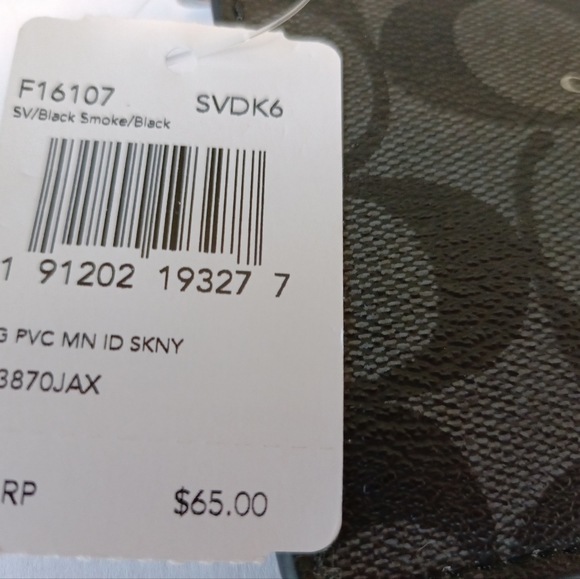 F16107 SVDK6
SV/Black Smoke/Black
1 91202 19327 7
G PVC MN ID SKNY
3870JAX
RP $65.00